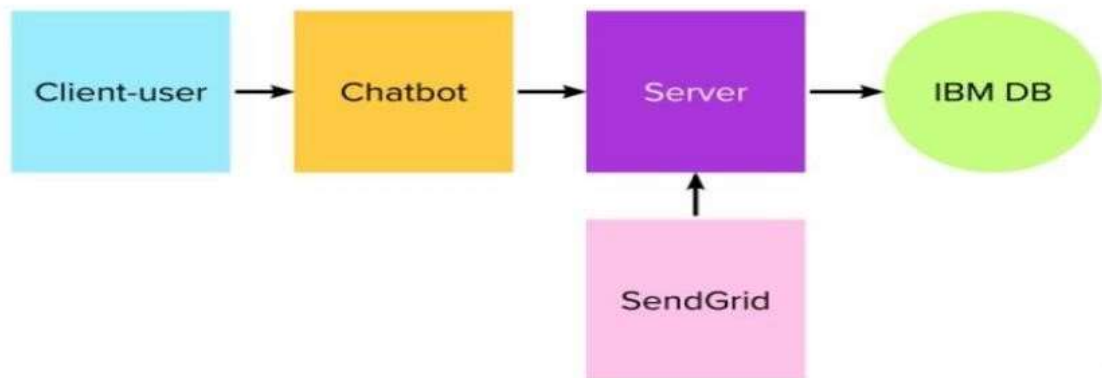 Client-user
Chatbot
Server
IBM DB
SendGrid